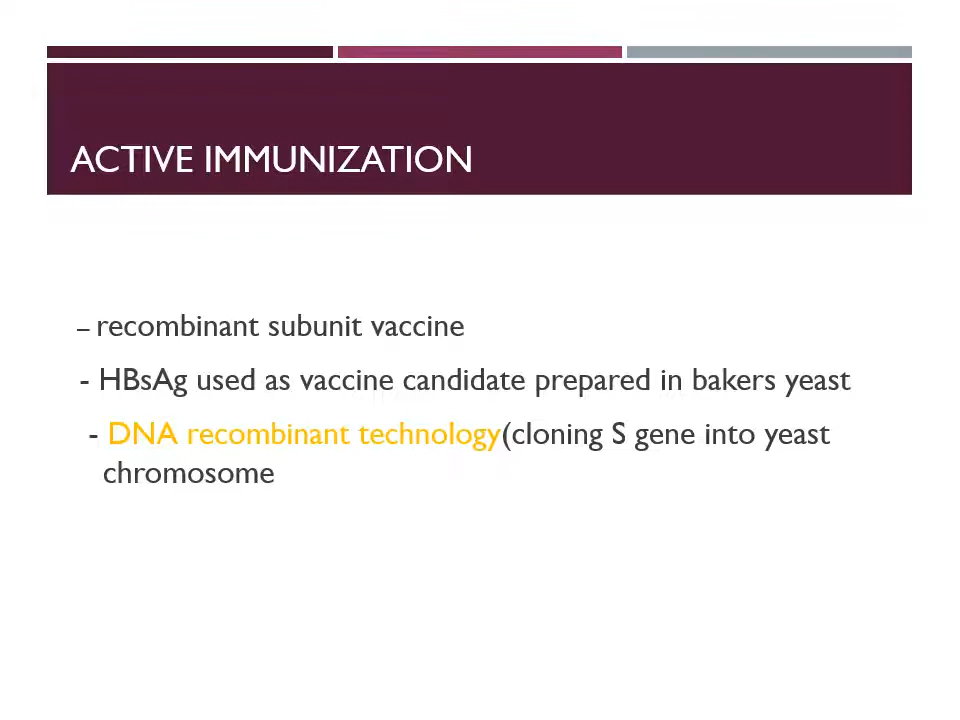 ACTIVE IMMUNIZATION
– recombinant subunit vaccine
- HBsAg used as vaccine candidate prepared in bakers yeast
- DNA recombinant technology(cloning S gene into yeast
chromosome